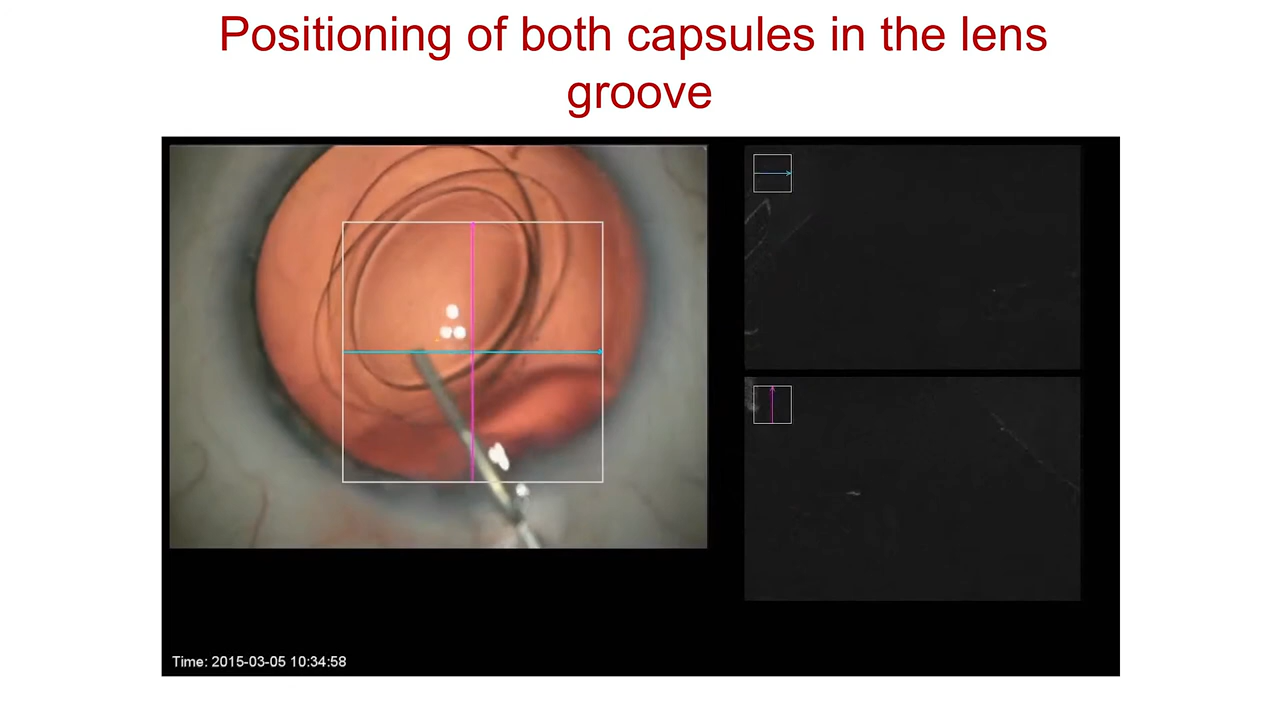 Positioning of both capsules in the lens
groove
Time: 2015-03-05 10:34:58